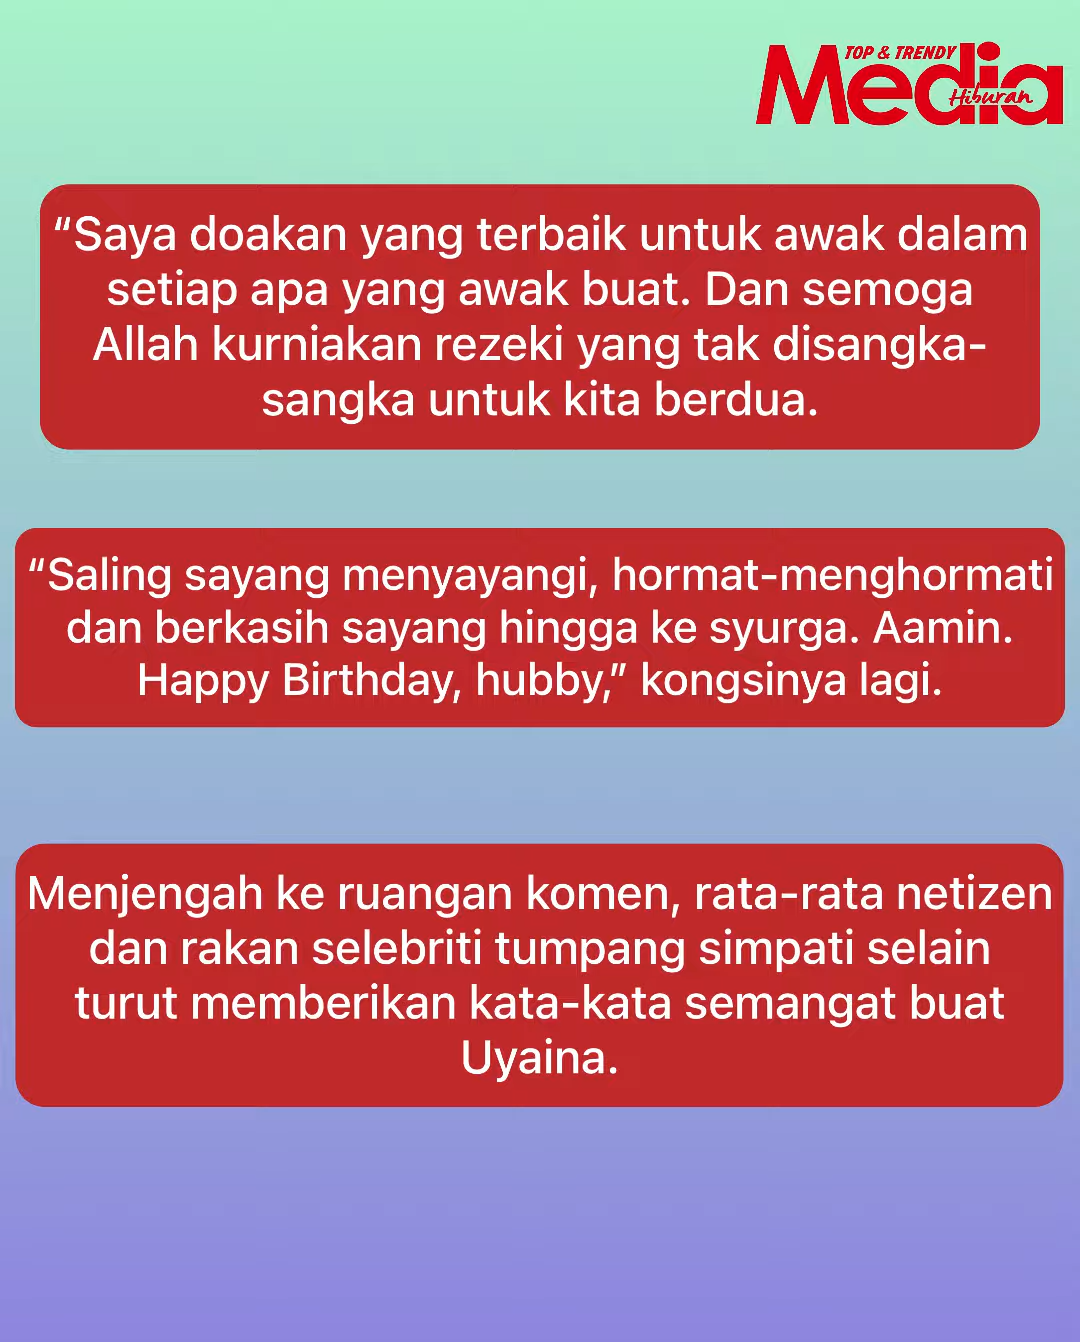 TOP & TRENDY
Media
Hiburan
“Saya doakan yang terbaik untuk awak dalam
setiap apa yang awak buat. Dan semoga
Allah kurniakan rezeki yang tak disangka-
sangka untuk kita berdua.
“Saling sayang menyayangi, hormat-menghormati
dan berkasih sayang hingga ke syurga. Aamin.
Happy Birthday, hubby,” kongsinya lagi.
Menjengah ke ruangan komen, rata-rata netizen
dan rakan selebriti tumpang simpati selain
turut memberikan kata-kata semangat buat
Uyaina.